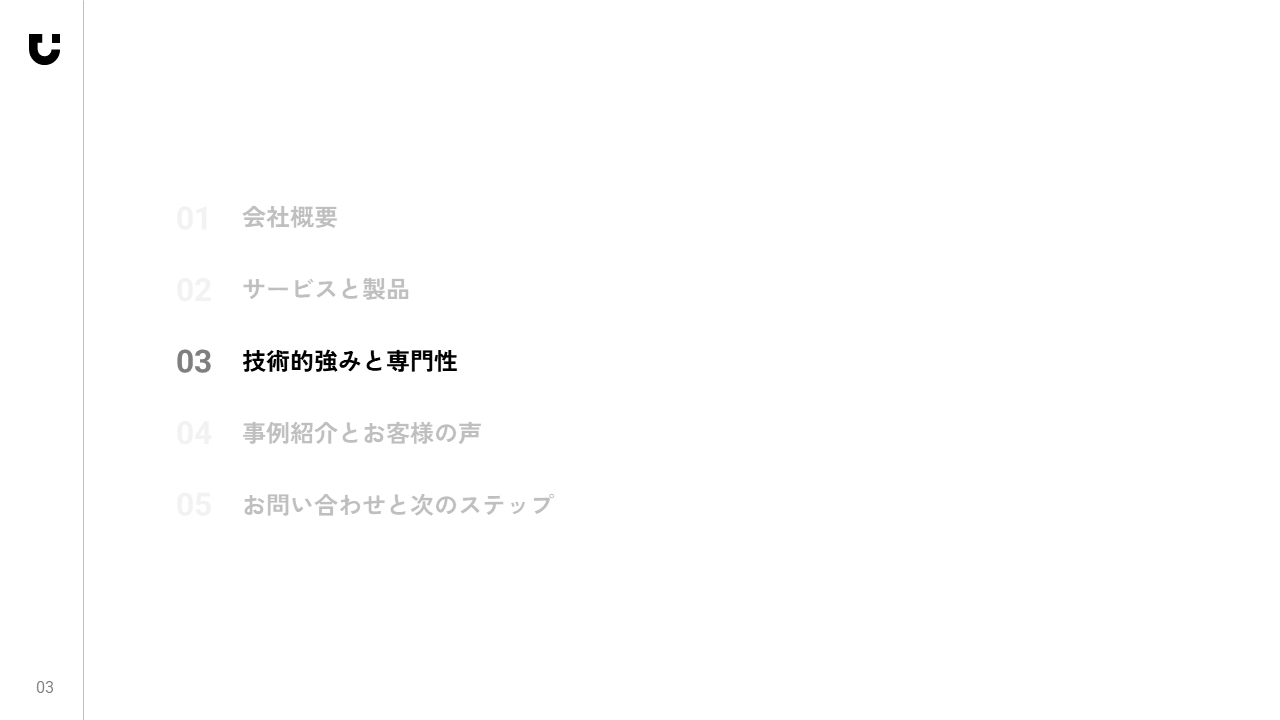 01 会社概要
02 サービスと製品
03 技術的強みと専門性
04 事例紹介とお客様の声
05 お問い合わせと次のステップ
03